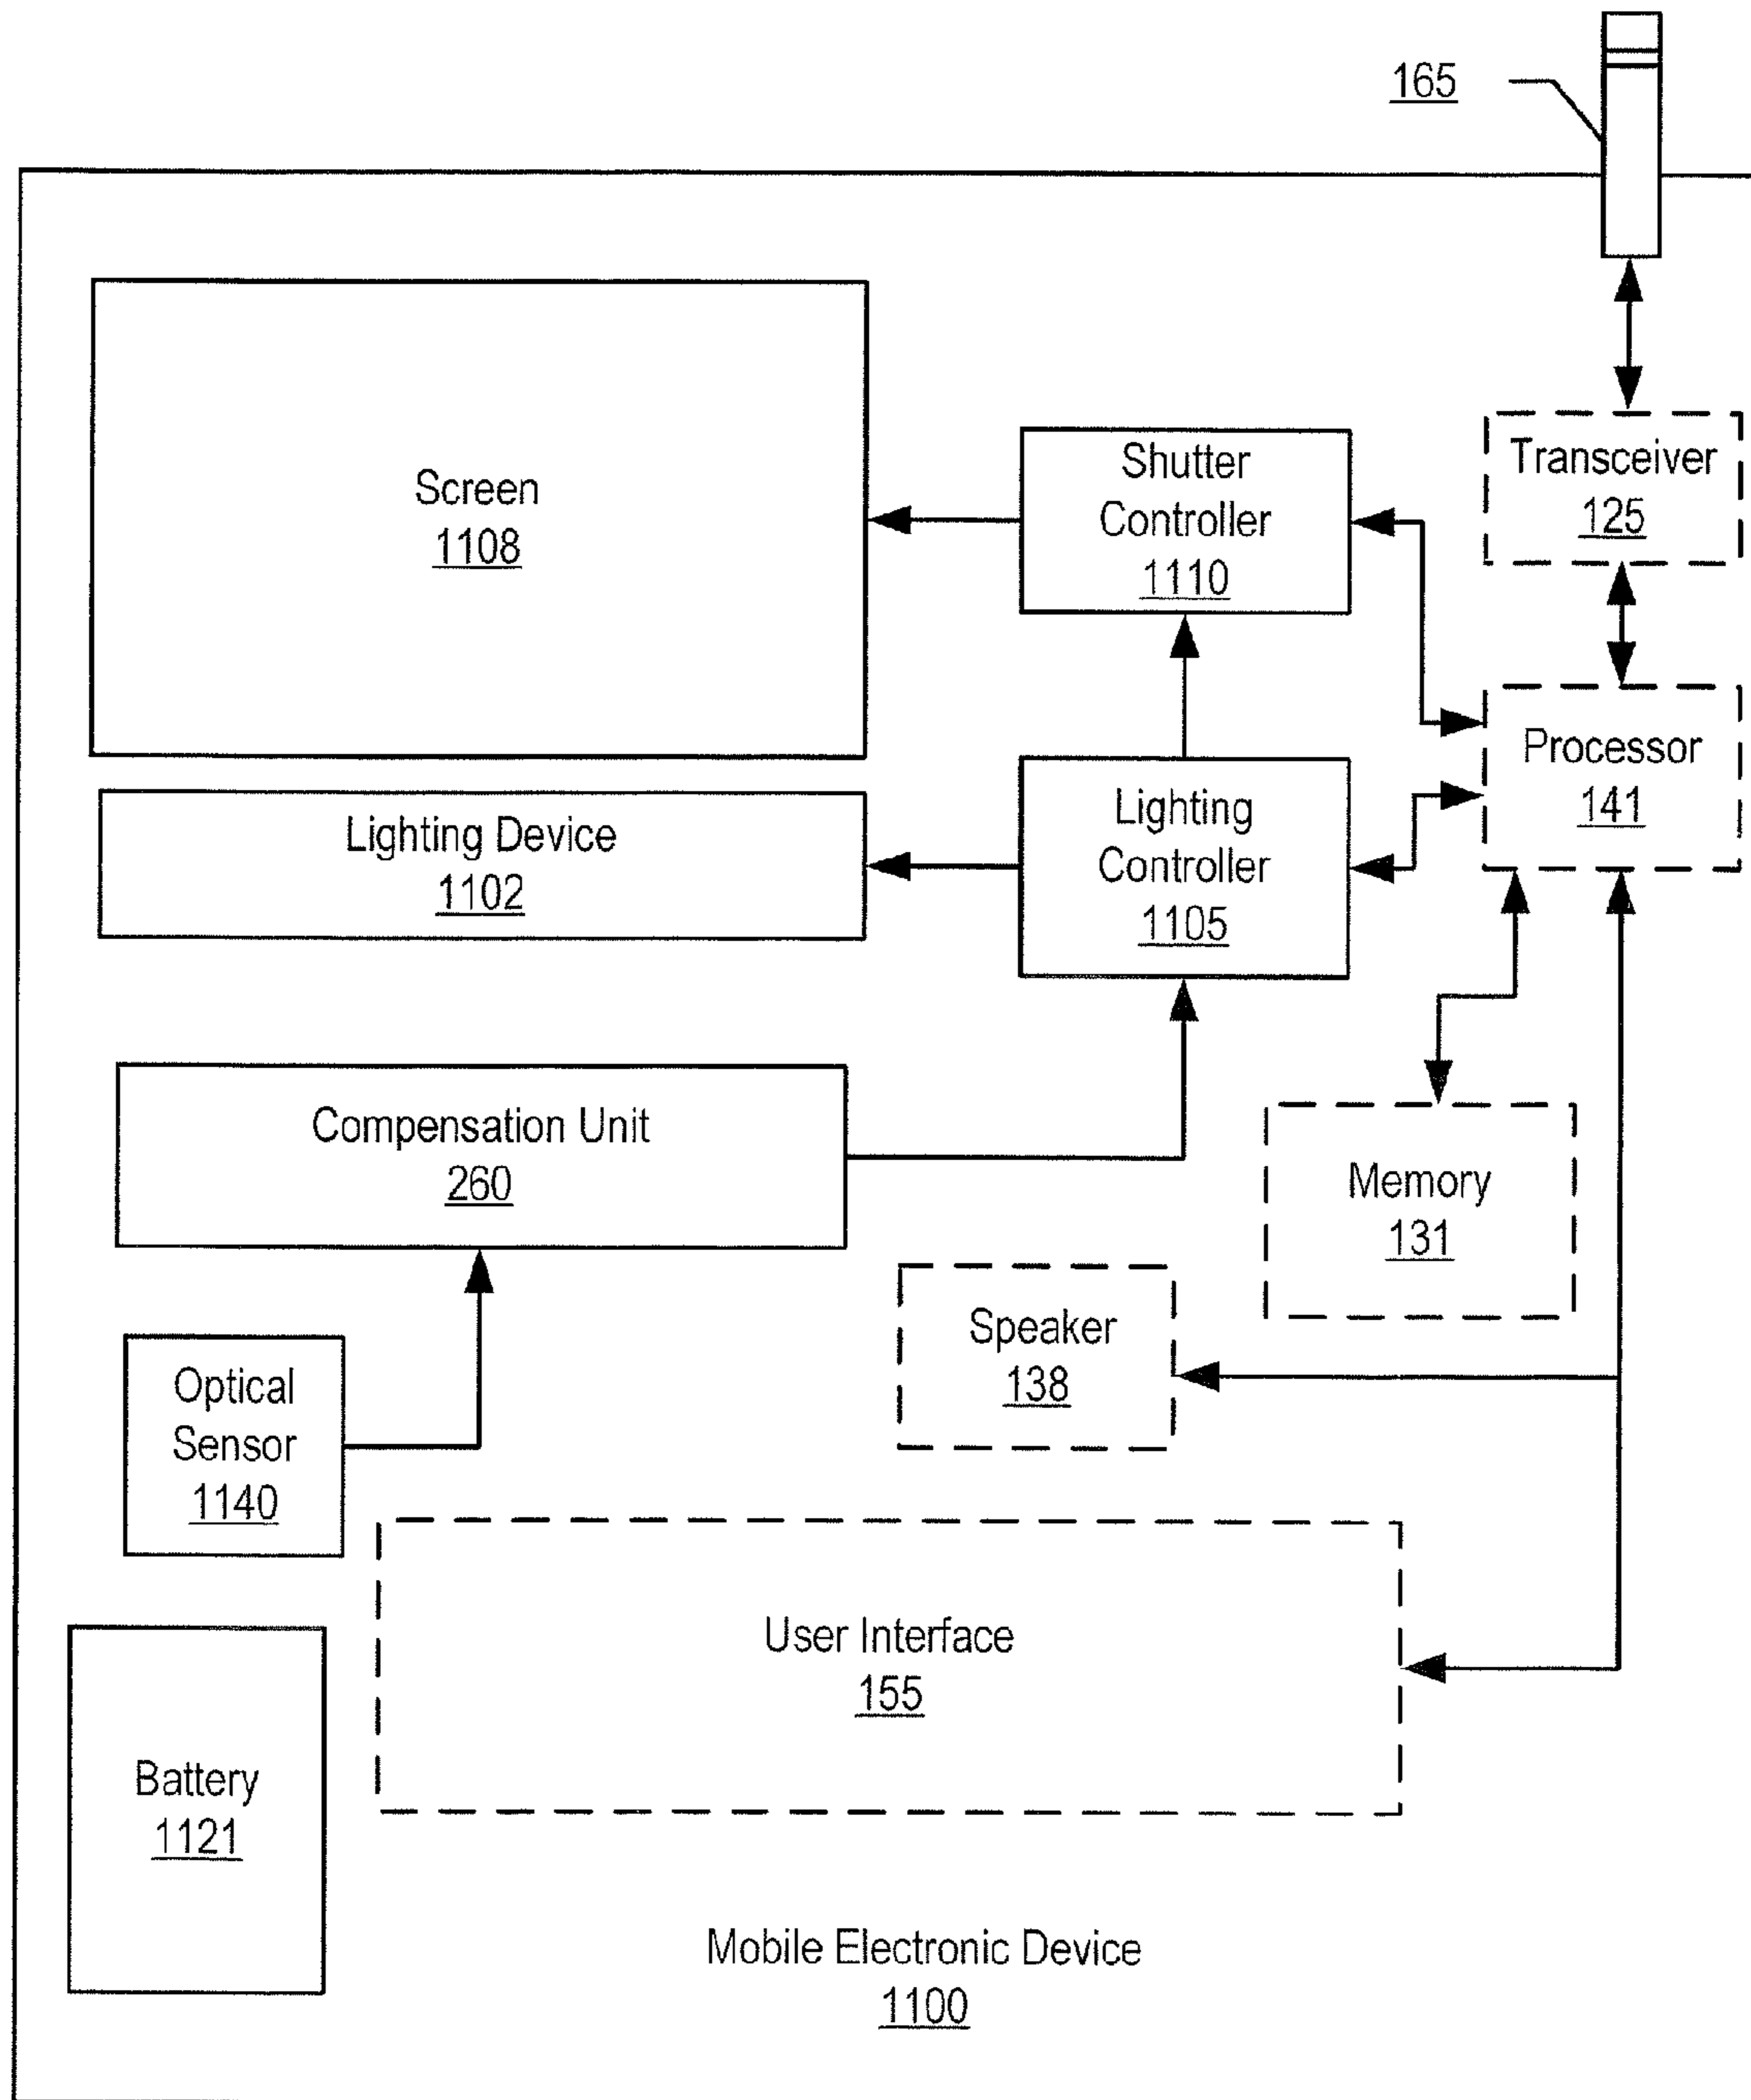 165
Screen
1108
Shutter
Controller
1110
Transceiver
125
Processor
141
Lighting Device
1102
Lighting
Controller
1105
Compensation Unit
260
Memory
131
Speaker
138
Optical
Sensor
1140
User Interface
155
Battery
1121
Mobile Electronic Device
1100